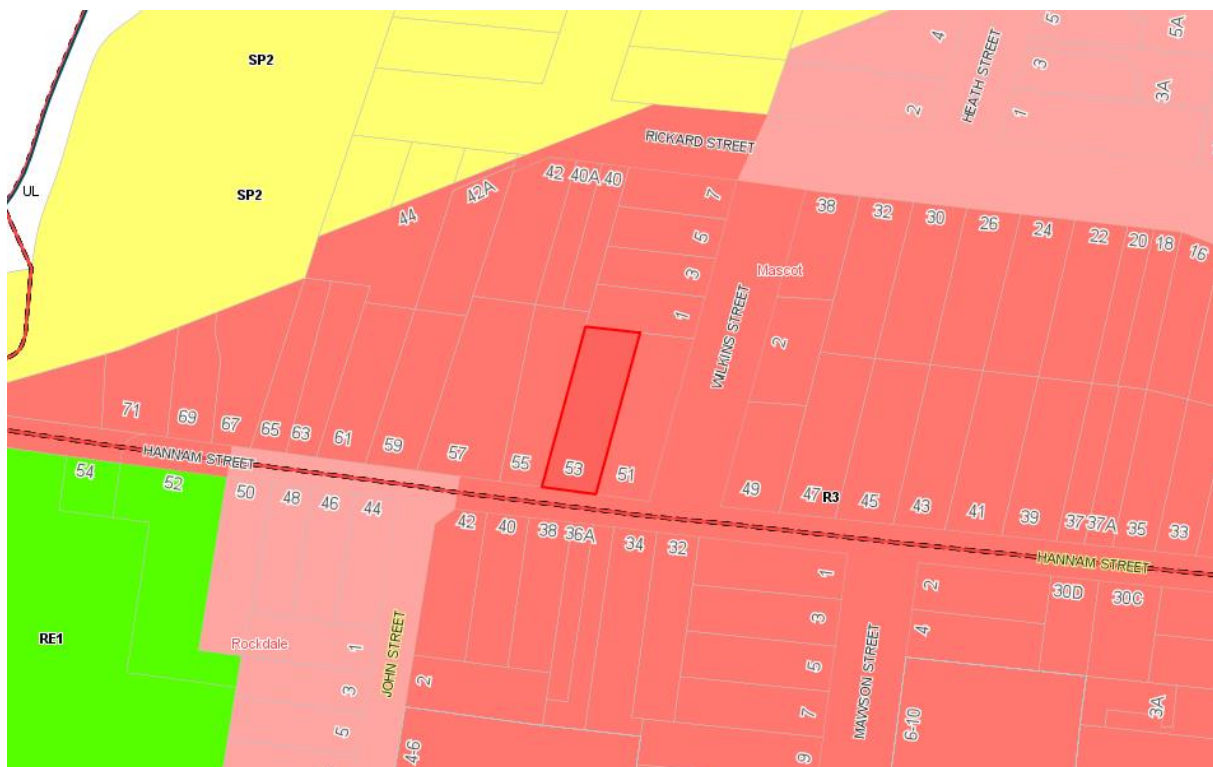 5
5A
4
SP2
HEATH STREET
3
3A
2
1
RICKARD STREET
42
40A
40
UL
SP2
42A
7
38
32
30
26
24
22
20
18
16
44
5
3
Mascot
1
WILKINS STREET
2
71
69
67
65
63
61
59
57
55
53
51
HANNAM STREET
49
47
R3
45
43
41
39
37
37A
35
33
54
52
50
48
46
44
42
40
38
36A
34
32
HANNAM STREET
1
2
30D
30C
3
4
RE1
Rockdale
1
JOHN STREET
5
MAWSON STREET
3
2
7
6-10
3A
5
4-6
9